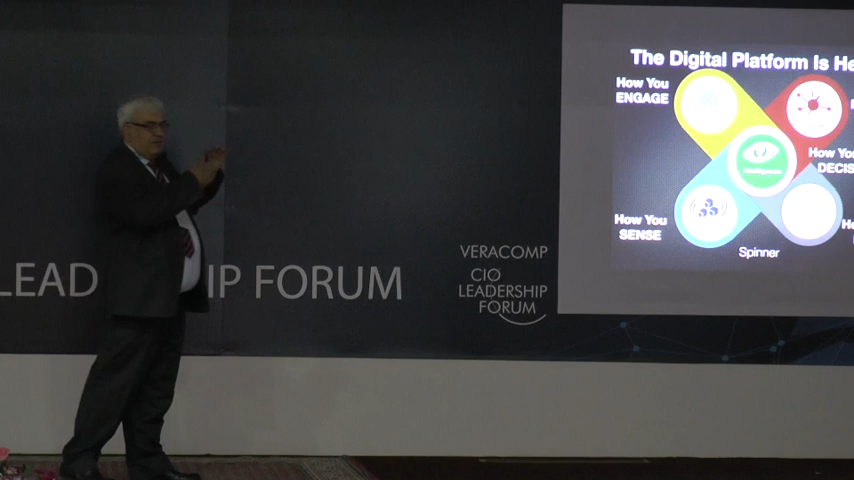 The Digital Platform Is He
How You
ENGAGE
How You
DECIS
How You
SENSE
Spinner
LEAD
IP FORUM
VERACOMP
CIO
LEADERSHIP
FORUM